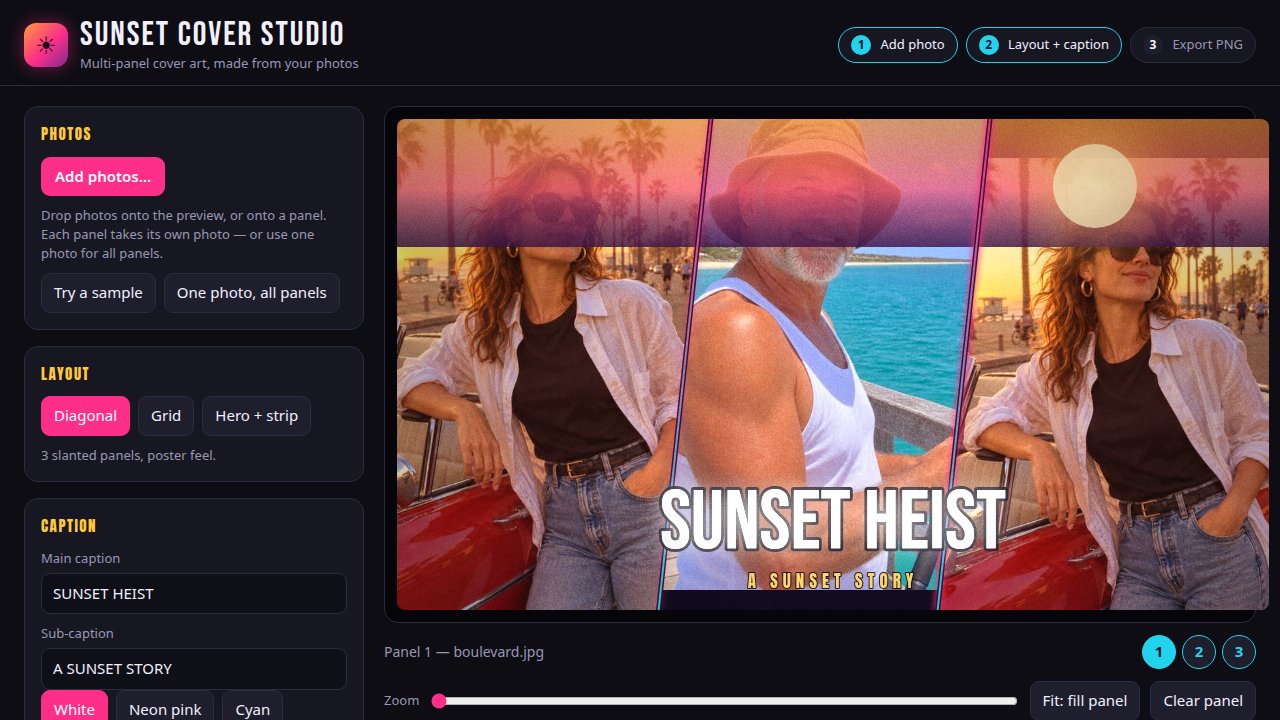 SUNSET COVER STUDIO
Multi-panel cover art, made from your photos
1 Add photo
2 Layout + caption
3 Export PNG
PHOTOS
Add photos...
Drop photos onto the preview, or onto a panel.
Each panel takes its own photo — or use one
photo for all panels.
Try a sample
One photo, all panels
LAYOUT
Diagonal
Grid
Hero + strip
3 slanted panels, poster feel.
CAPTION
Main caption
SUNSET HEIST
Sub-caption
A SUNSET STORY
White
Neon pink
Cyan
SUNSET HEIST
A SUNSET STORY
Panel 1 — boulevard.jpg
1
2
3
Zoom
Fit: fill panel
Clear panel